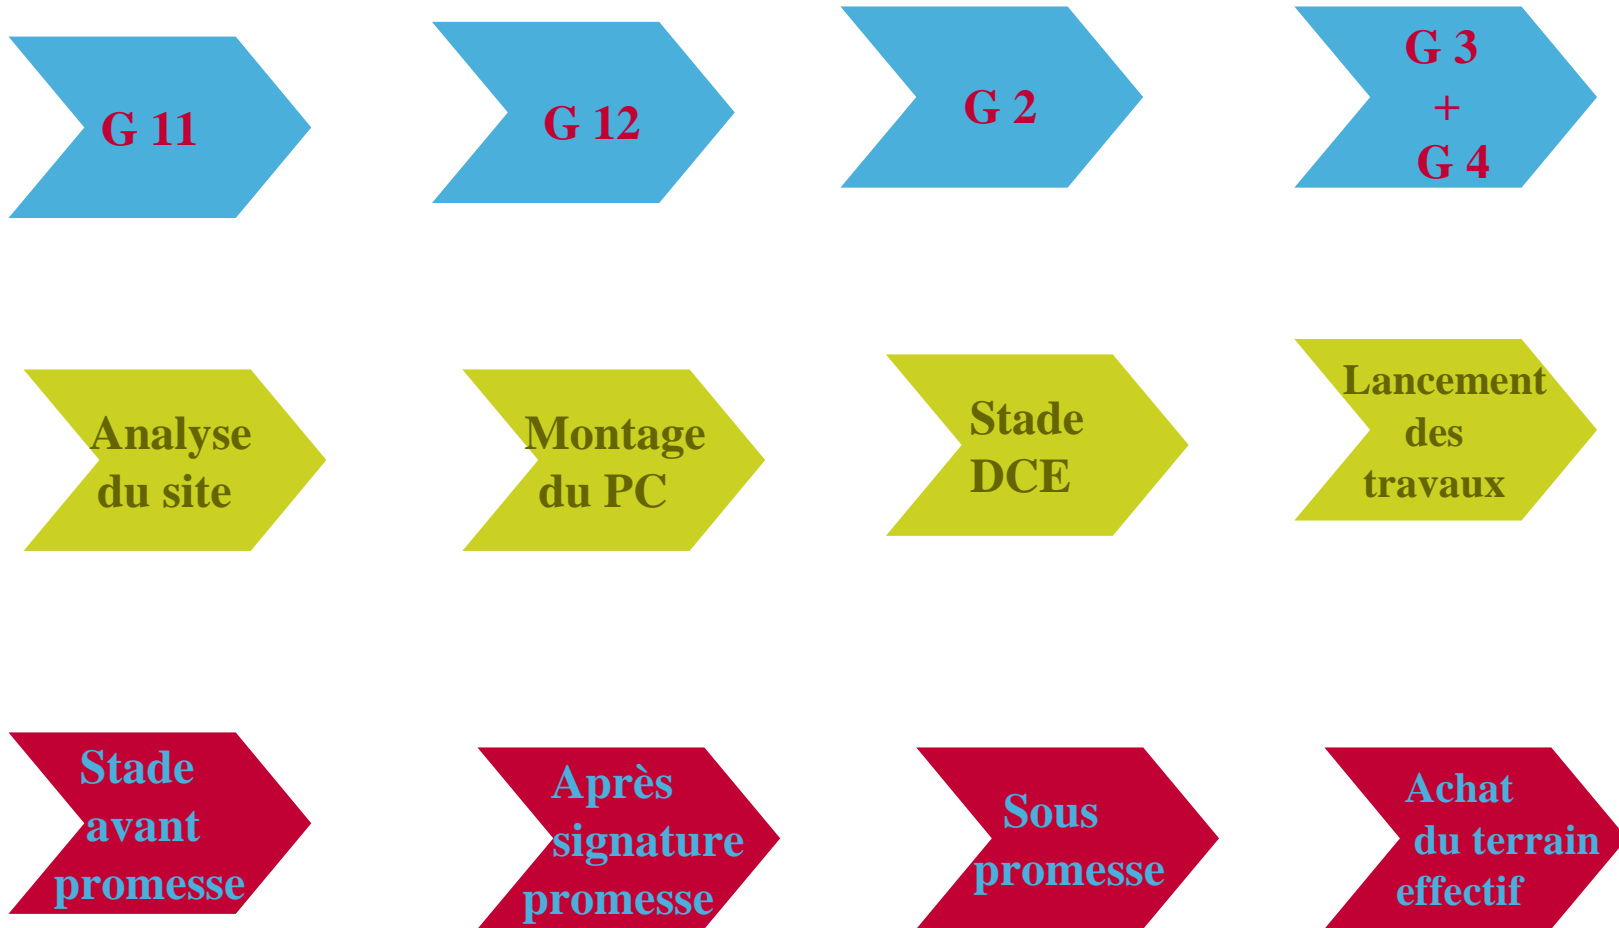 G 11
G 12
G 2
G 3
+
G 4
Analyse
du site
Montage
du PC
Stade
DCE
Lancement
des
travaux
Stade
avant
promesse
Après
signature
promesse
Sous
promesse
Achat
du terrain
effectif